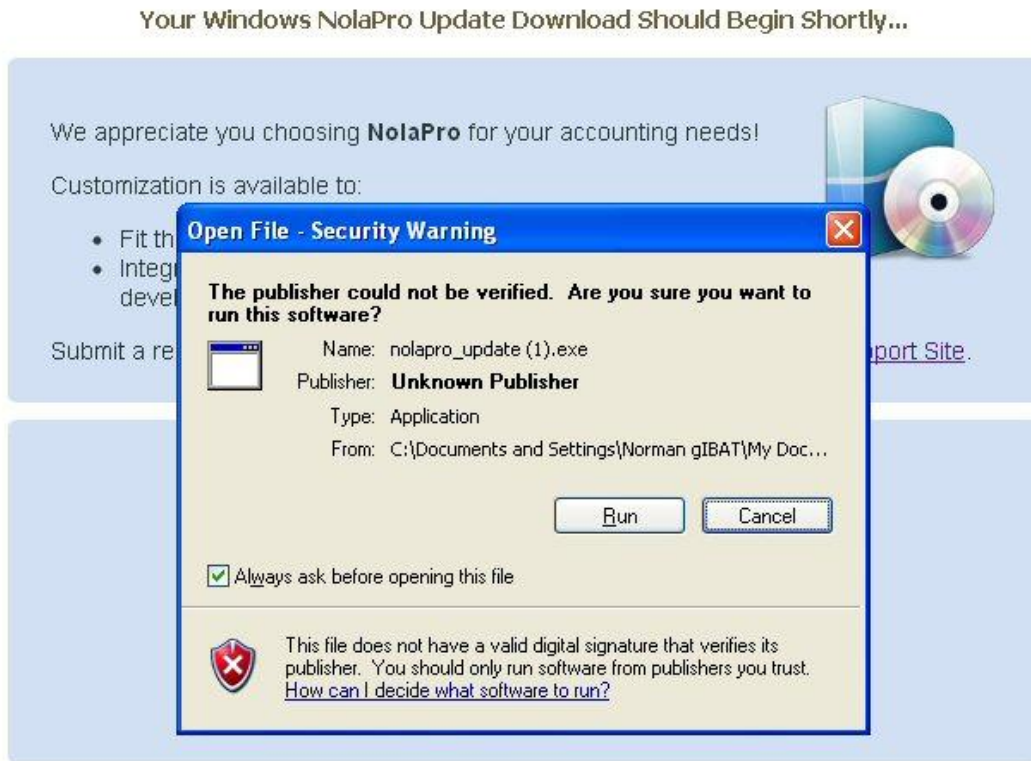 Your Windows NolaPro Update Download Should Begin Shortly...
We appreciate you choosing NolaPro for your accounting needs!
Customization is available to:
• Fit th
• Integ
devel
Submit a re
pport Site.
Open File - Security Warning
The publisher could not be verified.  Are you sure you want to
run this software?
Name: nolapro_update (1).exe
Publisher: Unknown Publisher
Type: Application
From: C:\Documents and Settings\Norman gIBAT\My Doc...
Run Cancel
Always ask before opening this file
This file does not have a valid digital signature that verifies its
publisher.  You should only run software from publishers you trust.
How can I decide what software to run?